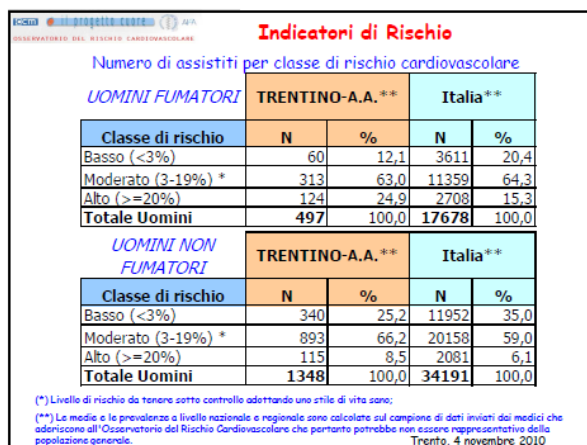 ccm il progetto cuore AFA
OSSERVATORIO DEL RISCHIO CARDIOVASCOLARE
Indicatori di Rischio
Numero di assistiti per classe di rischio cardiovascolare
UOMINI FUMATORI TRENTINO-A.A.** Italia**
Classe di rischio N % N %
Basso (<3%) 60 12,1 3611 20,4
Moderato (3-19%) * 313 63,0 11359 64,3
Alto (>=20%) 124 24,9 2708 15,3
Totale Uomini 497 100,0 17678 100,0
UOMINI NON
FUMATORI TRENTINO-A.A.** Italia**
Classe di rischio N % N %
Basso (<3%) 340 25,2 11952 35,0
Moderato (3-19%) * 893 66,2 20158 59,0
Alto (>=20%) 115 8,5 2081 6,1
Totale Uomini 1348 100,0 34191 100,0
(*) Livello di rischio da tenere sotto controllo adottando uno stile di vita sano;
(**) Le medie e le prevalenze a livello nazionale e regionale sono calcolate sul campione di dati inviati dai medici che
aderiscono all'Osservatorio del Rischio Cardiovascolare che pertanto potrebbe non essere rappresentativo della
popolazione generale.
Trento, 4 novembre 2010